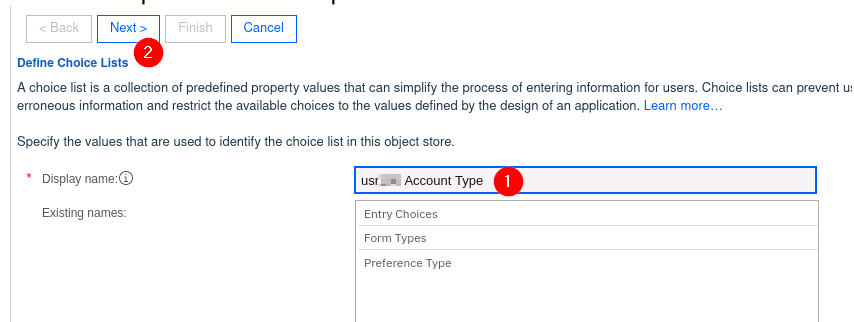 < Back Next > Finish Cancel
2
Define Choice Lists
A choice list is a collection of predefined property values that can simplify the process of entering information for users. Choice lists can prevent
erroneous information and restrict the available choices to the values defined by the design of an application. Learn more...
Specify the values that are used to identify the choice list in this object store.
* Display name: Account Type 1
Existing names:
Entry Choices
Form Types
Preference Type